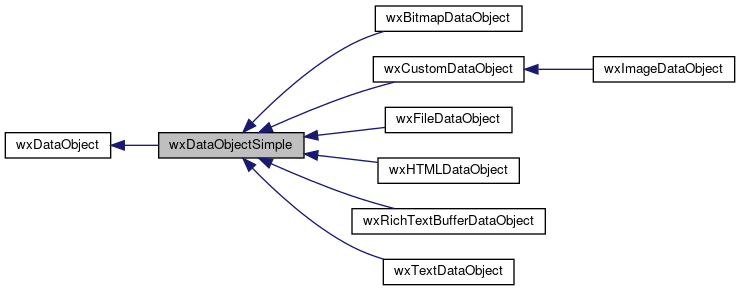 wxBitmapDataObject
wxCustomDataObject
wxImageDataObject
wxFileDataObject
wxDataObject
wxDataObjectSimple
wxHTMLDataObject
wxRichTextBufferDataObject
wxTextDataObject